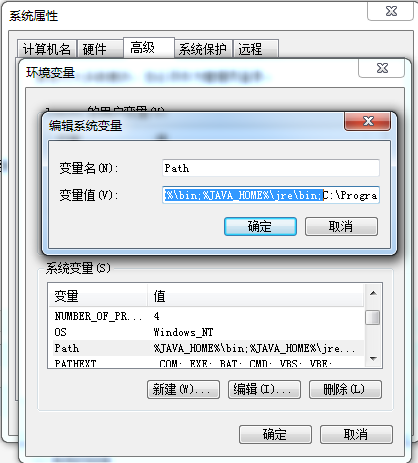 系统属性
计算机名 硬件 高级 系统保护 远程
环境变量
的用户变量(U)
编辑系统变量
变量名(N): Path
变量值(V): %\bin;%JAVA_HOME%\jre\bin;C:\Progra
确定 取消
系统变量(S)
变量 值
NUMBER_OF_PR... 4
OS Windows_NT
Path %JAVA_HOME%\bin;%JAVA_HOME%\jre...
PATHEXT .COM;.EXE;.BAT;.CMD;.VBS;.VBE;
新建(W)... 编辑(I)... 删除(L)
确定 取消